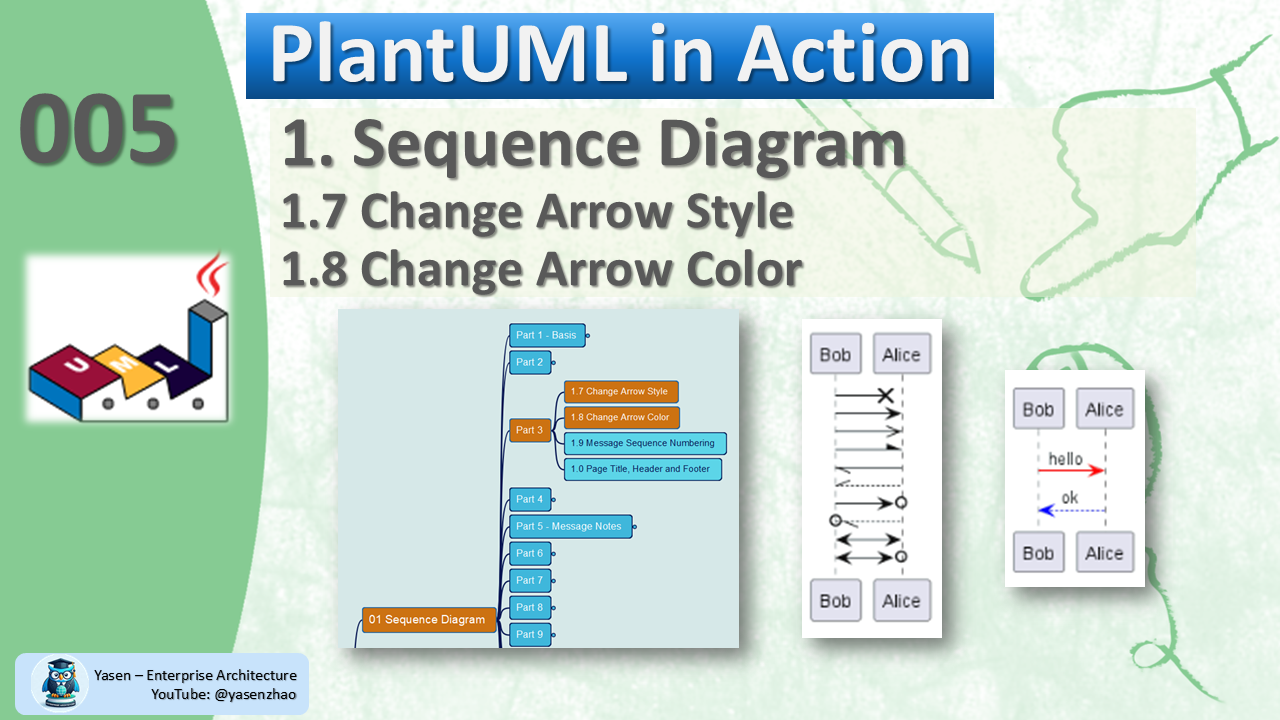 PlantUML in Action
005
1. Sequence Diagram
1.7 Change Arrow Style
1.8 Change Arrow Color
U M L
Part 1 - Basis
Part 2
Part 3
1.7 Change Arrow Style
1.8 Change Arrow Color
1.9 Message Sequence Numbering
1.0 Page Title, Header and Footer
Part 4
Part 5 - Message Notes
Part 6
Part 7
Part 8
Part 9
01 Sequence Diagram
Bob Alice
Bob Alice
Bob Alice
hello
ok
Bob Alice
Yasen – Enterprise Architecture
YouTube: @yasenzhao